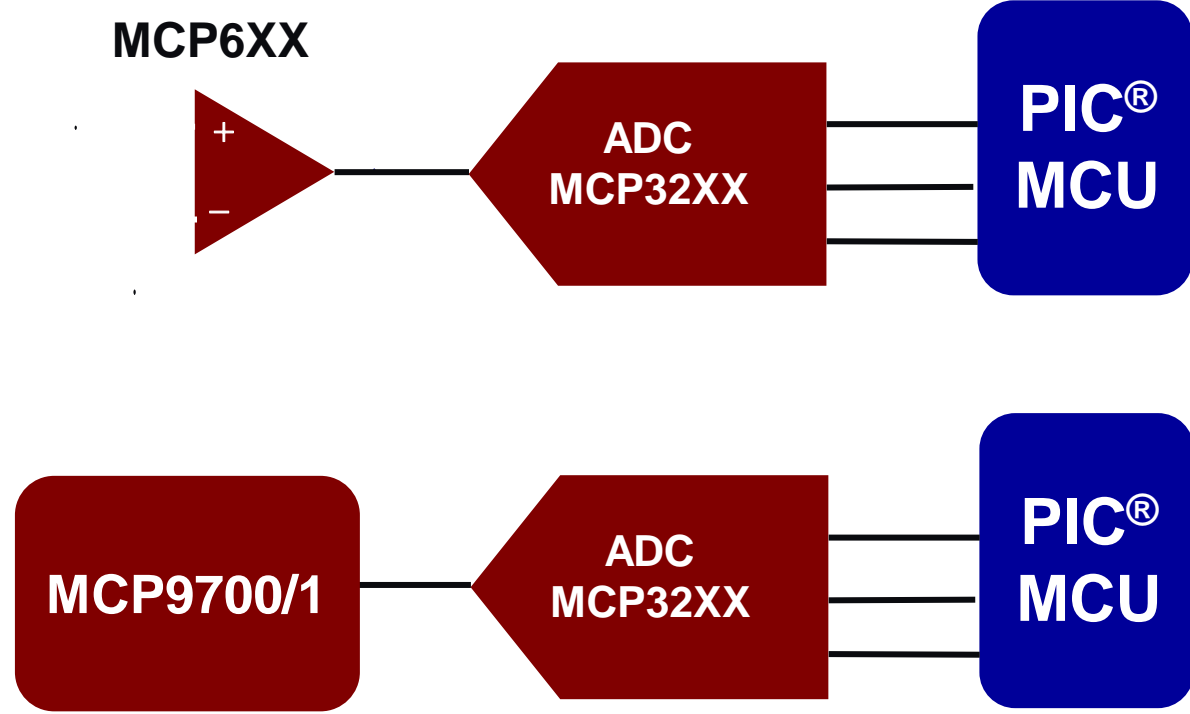 MCP6XX
+
−
ADC
MCP32XX
PIC®
MCU
MCP9700/1
ADC
MCP32XX
PIC®
MCU